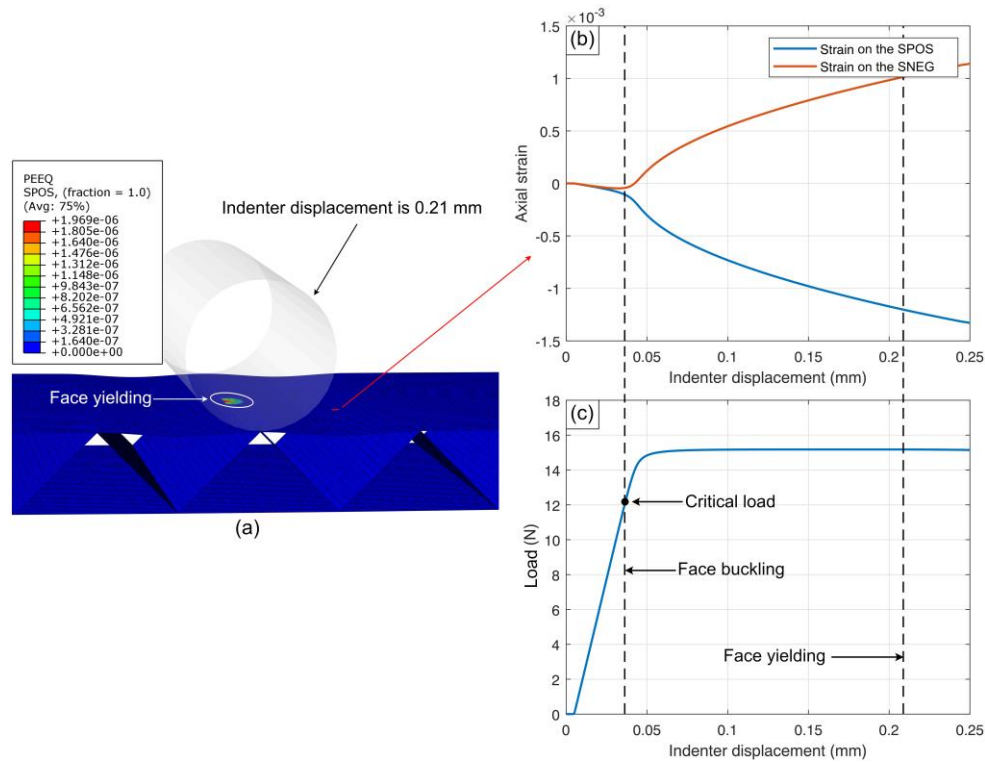 PEEQ
SPOS, (fraction = 1.0)
(Avg: 75%)
+1.969e-06
+1.805e-06
+1.640e-06
+1.476e-06
+1.312e-06
+1.148e-06
+9.843e-07
+8.202e-07
+6.562e-07
+4.921e-07
+3.281e-07
+1.640e-07
+0.000e+00
Indenter displacement is 0.21 mm
Face yielding
(a)
×10-3
(b)
Strain on the SPOS
Strain on the SNEG
1.5
1
0.5
0
-0.5
-1
-1.5
Axial strain
0
0.05
0.1
0.15
0.2
0.25
Indenter displacement (mm)
(c)
18
16
14
12
10
8
6
4
2
0
Load (N)
Critical load
Face buckling
Face yielding
0
0.05
0.1
0.15
0.2
0.25
Indenter displacement (mm)